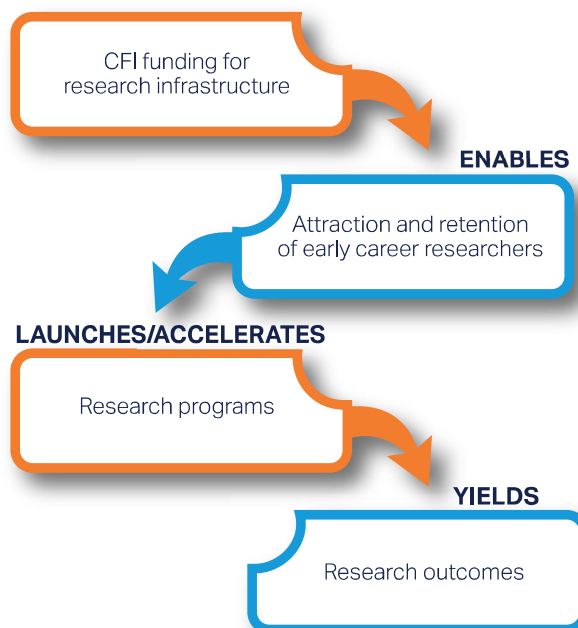 CFI funding for
research infrastructure
ENABLES
Attraction and retention
of early career researchers
LAUNCHES/ACCELERATES
Research programs
YIELDS
Research outcomes